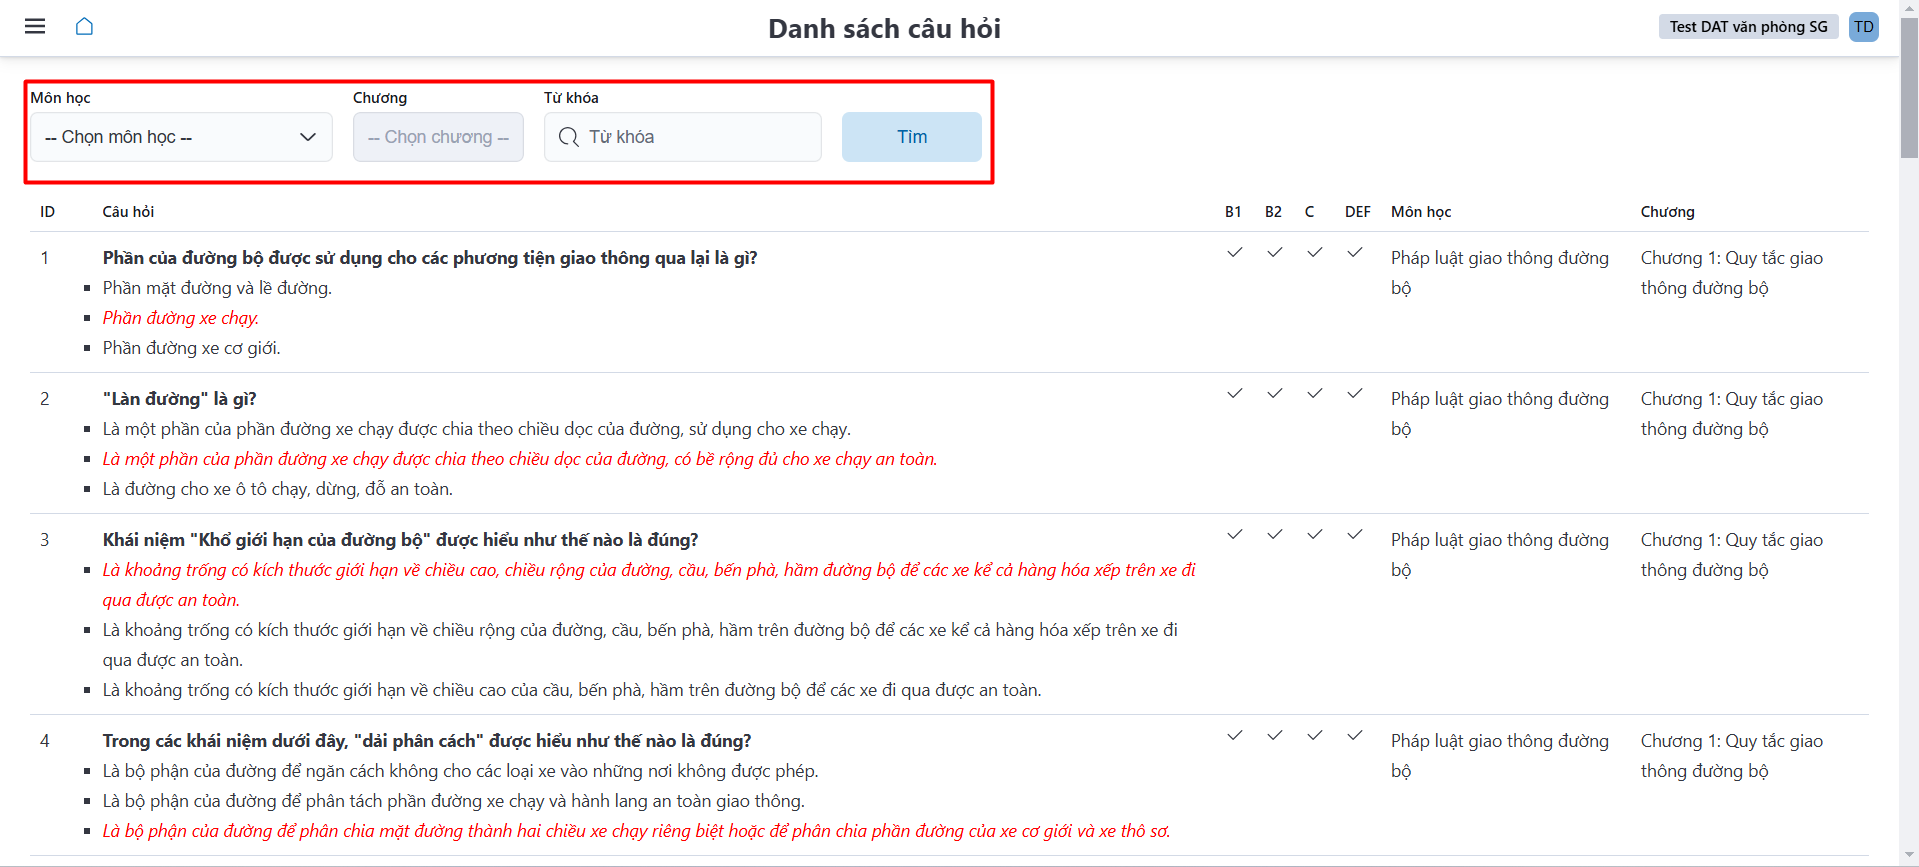 Danh sách câu hỏi
Test DAT văn phòng SG
TD
Môn học
Chương
Từ khóa
-- Chọn môn học --
-- Chọn chương --
Từ khóa
Tìm
ID
Câu hỏi
B1
B2
C
DEF
Môn học
Chương
1
Phần của đường bộ được sử dụng cho các phương tiện giao thông qua lại là gì?
Phần mặt đường và lề đường.
Phần đường xe chạy.
Phần đường xe cơ giới.
Pháp luật giao thông đường
bộ
Chương 1: Quy tắc giao
thông đường bộ
2
"Làn đường" là gì?
Là một phần của phần đường xe chạy được chia theo chiều dọc của đường, sử dụng cho xe chạy.
Là một phần của phần đường xe chạy được chia theo chiều dọc của đường, có bề rộng đủ cho xe chạy an toàn.
Là đường cho xe ô tô chạy, dừng, đỗ an toàn.
Pháp luật giao thông đường
bộ
Chương 1: Quy tắc giao
thông đường bộ
3
Khái niệm "Khổ giới hạn của đường bộ" được hiểu như thế nào là đúng?
Là khoảng trống có kích thước giới hạn về chiều cao, chiều rộng của đường, cầu, bến phà, hầm đường bộ để các xe kể cả hàng hóa xếp trên xe đi
qua được an toàn.
Là khoảng trống có kích thước giới hạn về chiều rộng của đường, cầu, bến phà, hầm trên đường bộ để các xe kể cả hàng hóa xếp trên xe đi
qua được an toàn.
Là khoảng trống có kích thước giới hạn về chiều cao của cầu, bến phà, hầm trên đường bộ để các xe đi qua được an toàn.
Pháp luật giao thông đường
bộ
Chương 1: Quy tắc giao
thông đường bộ
4
Trong các khái niệm dưới đây, "dải phân cách" được hiểu như thế nào là đúng?
Là bộ phận của đường để ngăn cách không cho các loại xe vào những nơi không được phép.
Là bộ phận của đường để phân tách phần đường xe chạy và hành lang an toàn giao thông.
Là bộ phận của đường để phân chia mặt đường thành hai chiều xe chạy riêng biệt hoặc để phân chia phần đường của xe cơ giới và xe thô sơ.
Pháp luật giao thông đường
bộ
Chương 1: Quy tắc giao
thông đường bộ